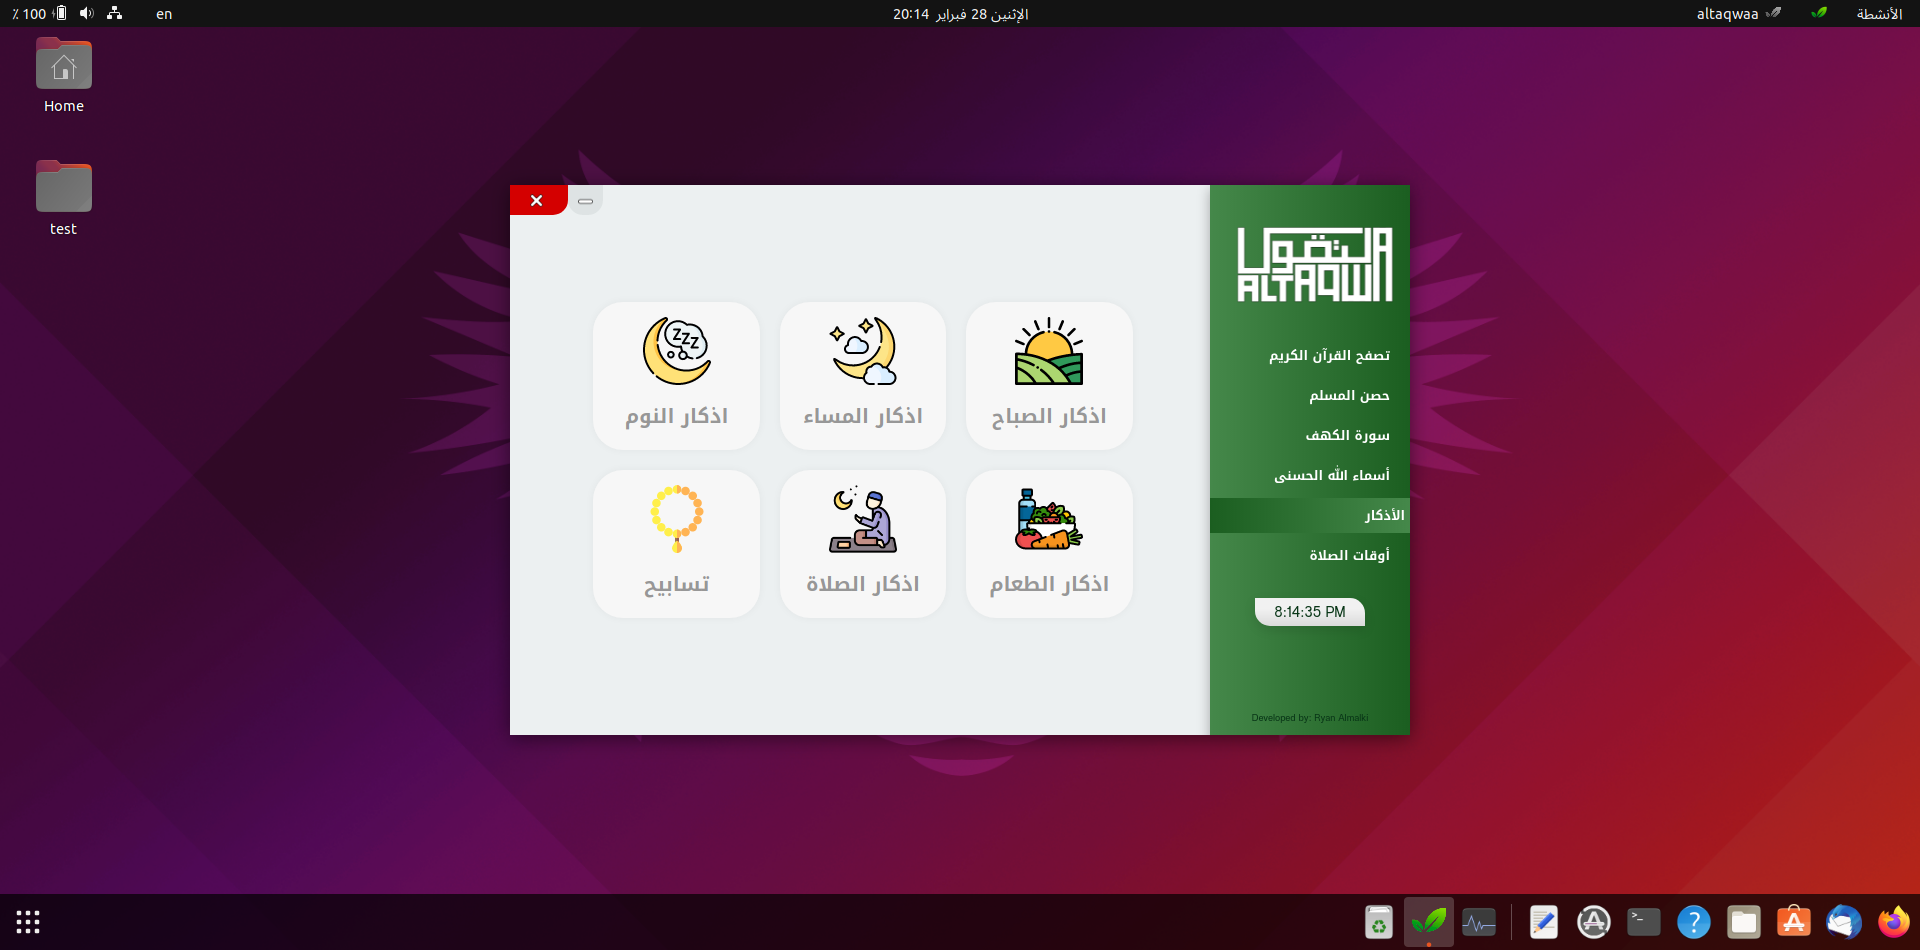 الأنشطة
altaqwaa
الإثنين 28 فبراير 20:14
en
100 ٪
Home
test
التقوى
ALTAQWA
تصفح القرآن الكريم
حصن المسلم
سورة الكهف
أسماء الله الحسنى
الأذكار
أوقات الصلاة
8:14:35 PM
Developed by: Ryan Almalki
اذكار الصباح
اذكار المساء
اذكار النوم
ZZZ
اذكار الطعام
اذكار الصلاة
تسابيح